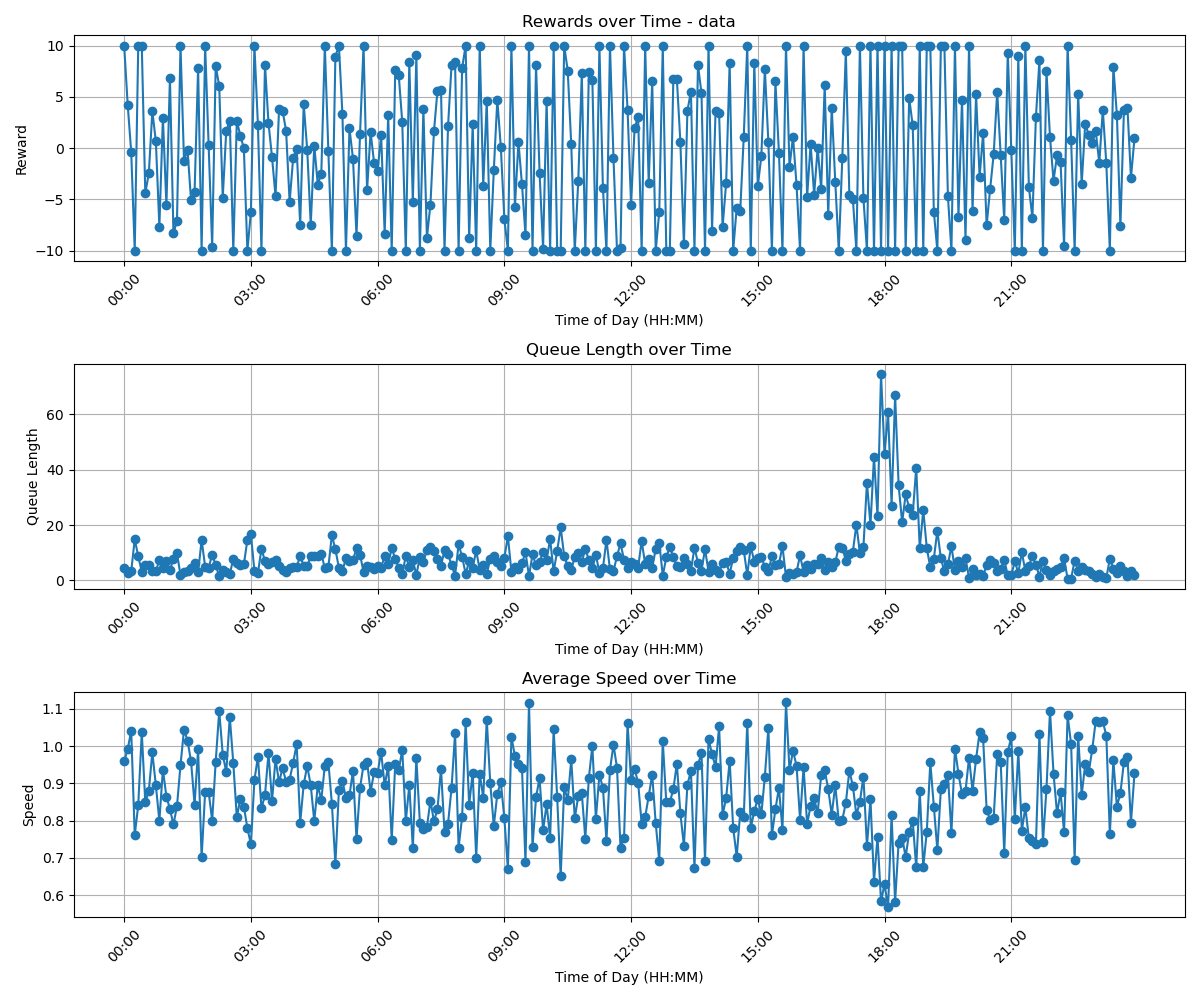 Rewards over Time - data
10
5
0
−5
−10
Reward
00:00 03:00 06:00 09:00 12:00 15:00 18:00 21:00
Time of Day (HH:MM)
Queue Length over Time
60
40
20
0
Queue Length
00:00 03:00 06:00 09:00 12:00 15:00 18:00 21:00
Time of Day (HH:MM)
Average Speed over Time
1.1
1.0
0.9
0.8
0.7
0.6
Speed
00:00 03:00 06:00 09:00 12:00 15:00 18:00 21:00
Time of Day (HH:MM)